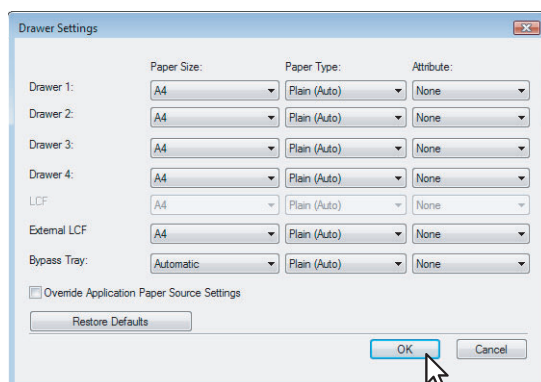 Drawer Settings
Paper Size: Paper Type: Attribute:
Drawer 1: A4 Plain (Auto) None
Drawer 2: A4 Plain (Auto) None
Drawer 3: A4 Plain (Auto) None
Drawer 4: A4 Plain (Auto) None
LCF A4 Plain (Auto) None
External LCF A4 Plain (Auto) None
Bypass Tray: Automatic Plain (Auto) None
Override Application Paper Source Settings
Restore Defaults
OK Cancel